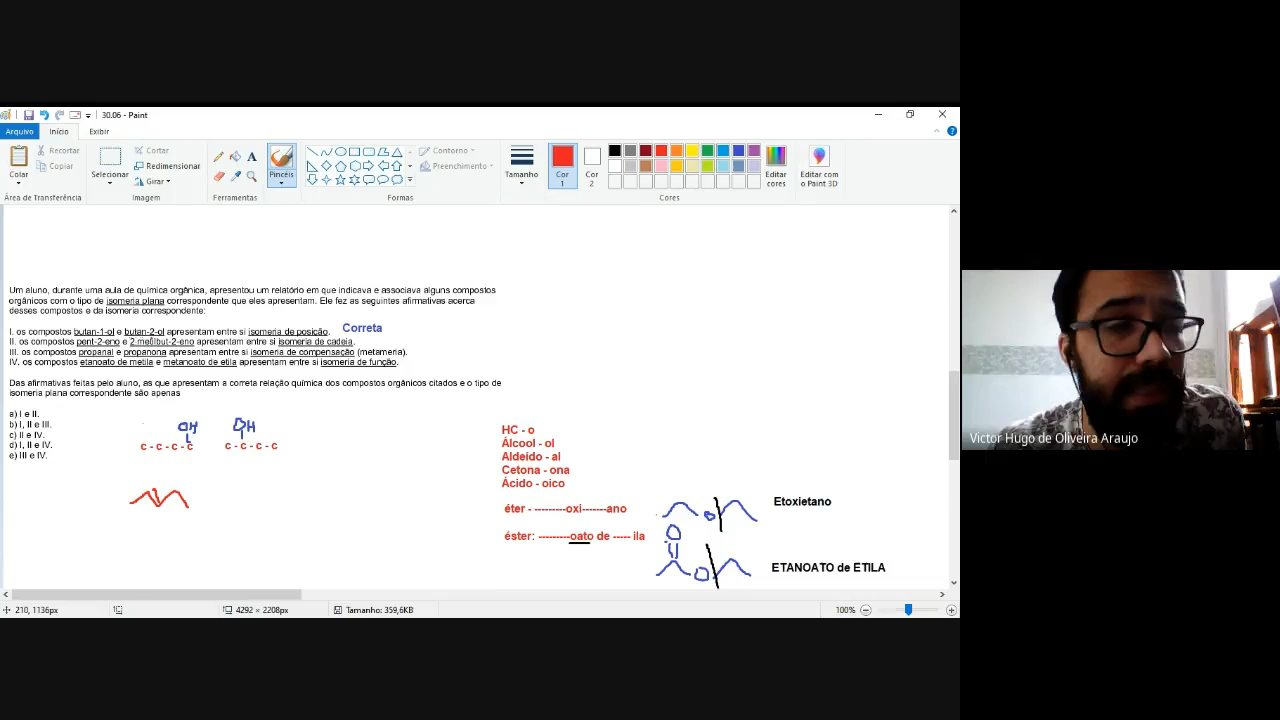 30.06 - Paint
Arquivo Início Exibir
Colar
Recortar
Copiar
Área de Transferência
Selecionar
Cortar
Redimensionar
Girar
Imagem
A
Ferramentas
Pincéis
Contorno
Preenchimento
Formas
Tamanho
Cor 1
Cor 2
Editar cores
Editar com o Paint 3D
Cores
Um aluno, durante uma aula de química orgânica, apresentou um relatório em que indicava e associava alguns compostos
orgânicos com o tipo de isomeria plana correspondente que eles apresentam. Ele fez as seguintes afirmativas acerca
desses compostos e da isomeria correspondente:
I. os compostos butan-1-ol e butan-2-ol apresentam entre si isomeria de posição. Correta
II. os compostos pent-2-eno e 2.metilbut-2-eno apresentam entre si isomeria de cadeia.
III. os compostos propanal e propanona apresentam entre si isomeria de compensação (metameria).
IV. os compostos etanoato de metila e metanoato de etila apresentam entre si isomeria de função.
Das afirmativas feitas pelo aluno, as que apresentam a correta relação química dos compostos orgânicos citados e o tipo de
isomeria plana correspondente são apenas
a) I e II.
b) I, II e III.
c) II e IV.
d) I, II e IV.
e) III e IV.
OH OH
c - c - c - c c - c - c - c
HC - o
Álcool - ol
Aldeído - al
Cetona - ona
Ácido - oico
éter - ---------oxi-------ano
éster: ---------oato de ----- ila
o
Etoxietano
O
O
ETANOATO de ETILA
210, 1136px 4292 × 2208px Tamanho: 359,6KB 100%
Victor Hugo de Oliveira Araujo